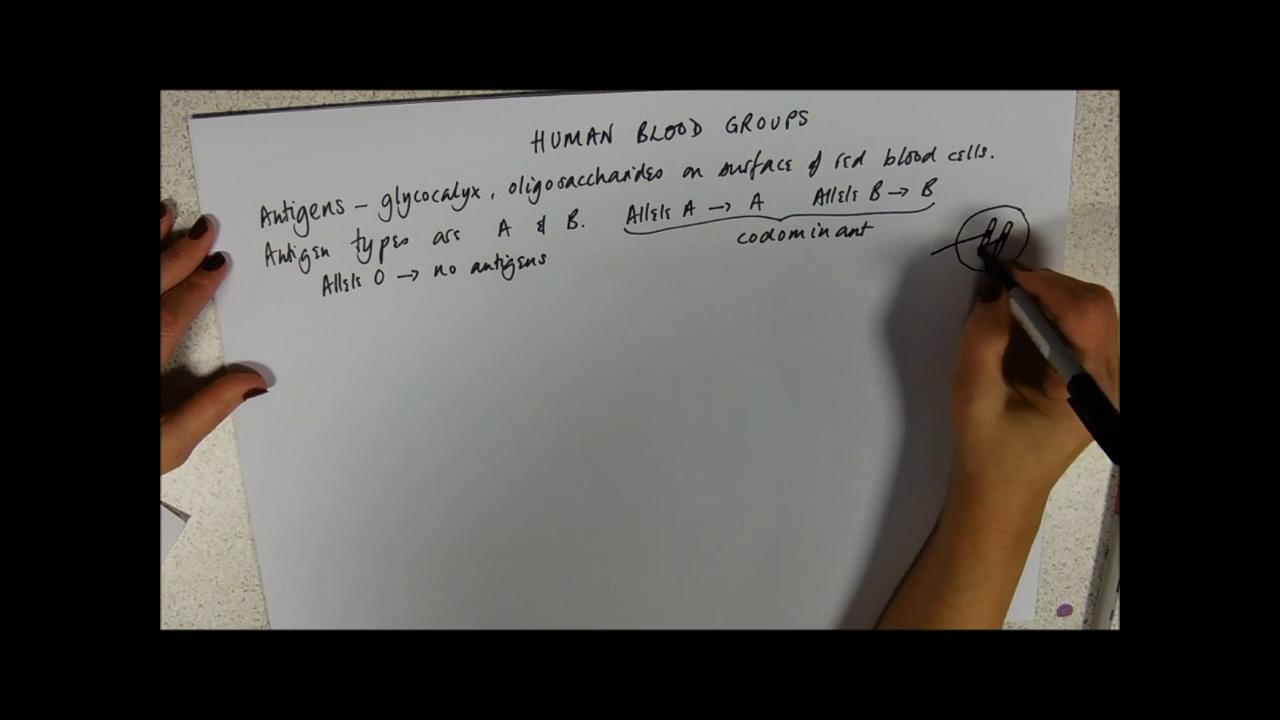 HUMAN BLOOD GROUPS
Antigens - glycocalyx, oligosaccharides on surface of red blood cells.
Antigen types are A & B. Allele A → A Allele B → B
codominant
Allele O → no antigens